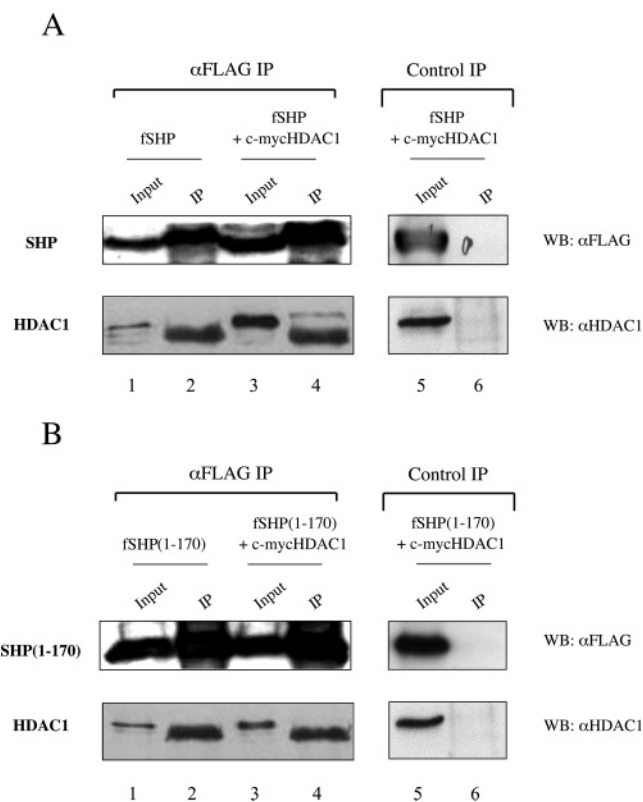 A
αFLAG IP
Control IP
fSHP
fSHP
+ c-mycHDAC1
fSHP
+ c-mycHDAC1
Input
IP
Input
IP
Input
IP
SHP
WB: αFLAG
HDAC1
WB: αHDAC1
1 2 3 4 5 6
B
αFLAG IP
Control IP
fSHP(1-170)
fSHP(1-170)
+ c-mycHDAC1
fSHP(1-170)
+ c-mycHDAC1
Input
IP
Input
IP
Input
IP
SHP(1-170)
WB: αFLAG
HDAC1
WB: αHDAC1
1 2 3 4 5 6